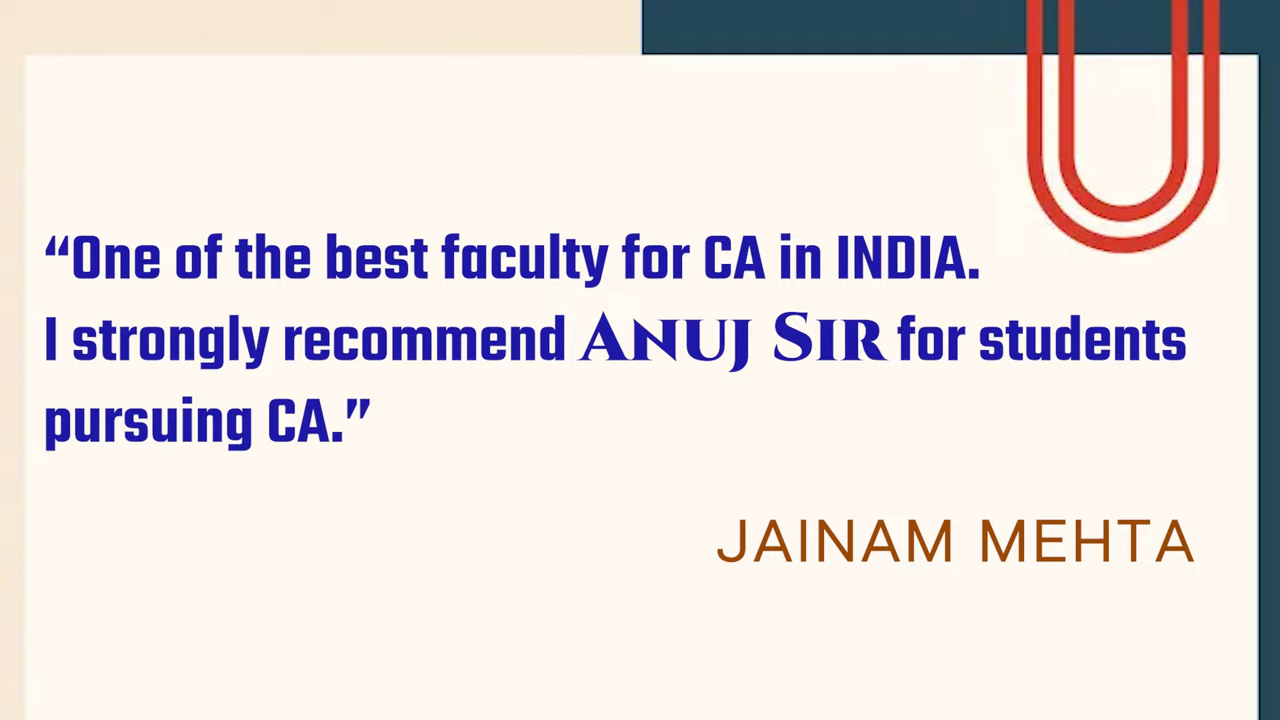 “One of the best faculty for CA in INDIA.
I strongly recommend ANUJ SIR for students
pursuing CA.”
JAINAM MEHTA